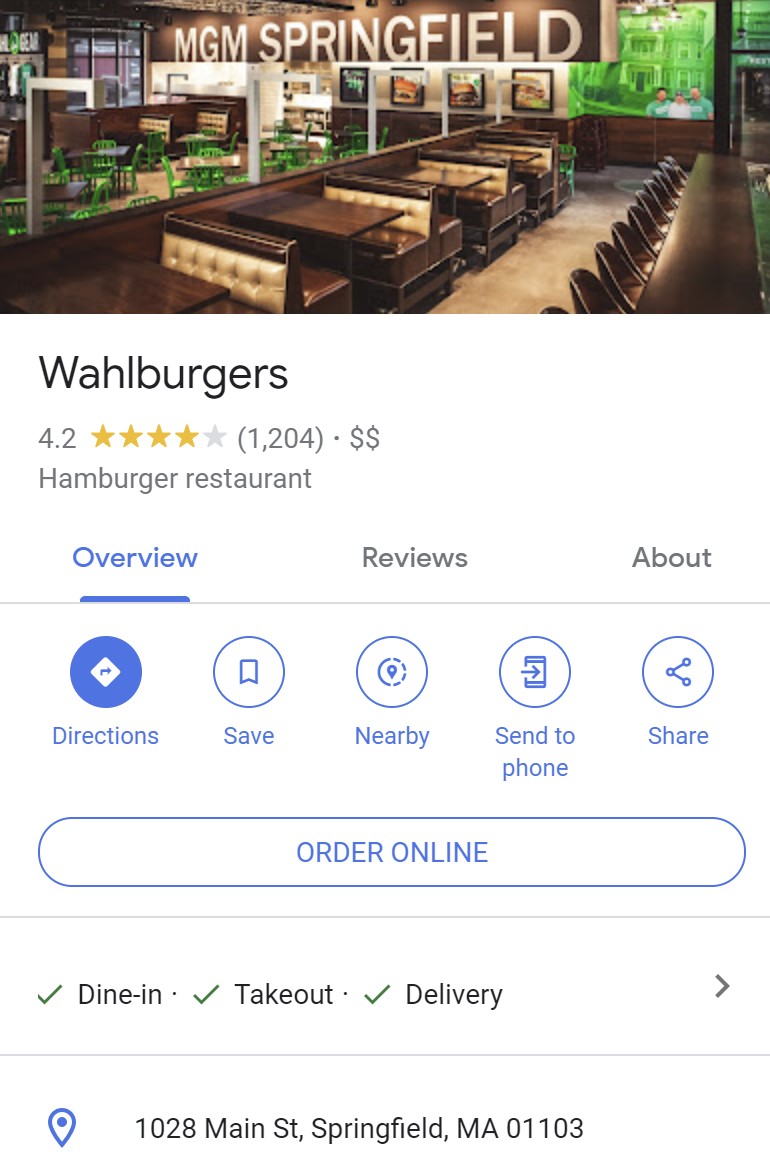 MGM SPRINGFIELD
Wahlburgers
4.2 (1,204) · $$
Hamburger restaurant
Overview Reviews About
Directions Save Nearby Send to phone Share
ORDER ONLINE
Dine-in · Takeout · Delivery
1028 Main St, Springfield, MA 01103